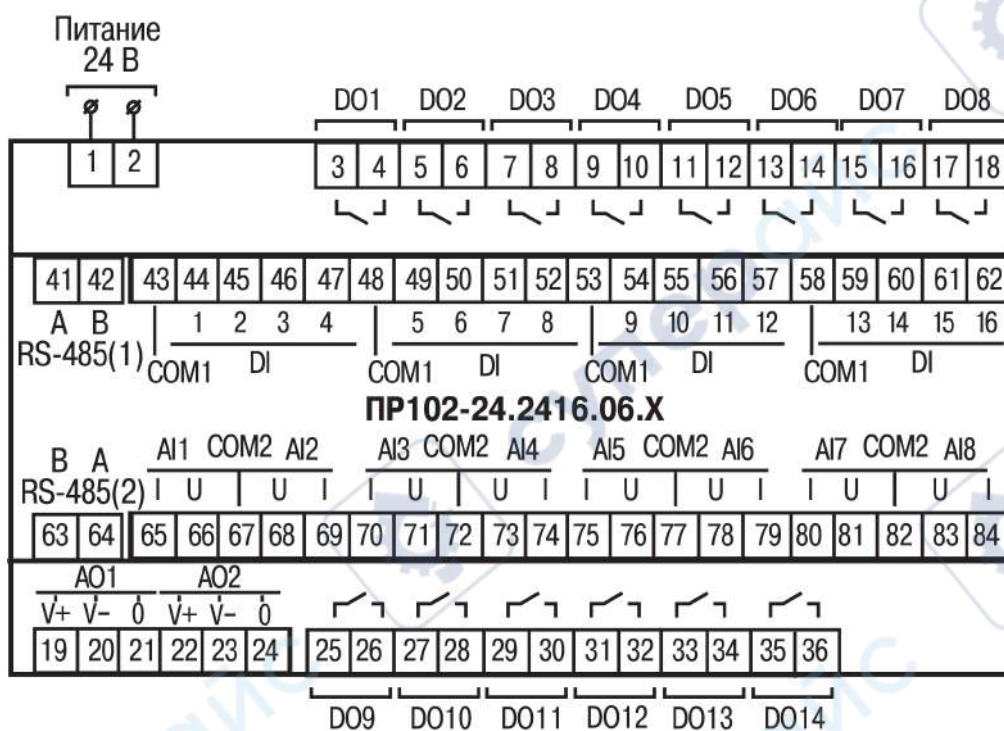 Питание
24 В
DO1 DO2 DO3 DO4 DO5 DO6 DO7 DO8
1 2 3 4 5 6 7 8 9 10 11 12 13 14 15 16 17 18
41 42 43 44 45 46 47 48 49 50 51 52 53 54 55 56 57 58 59 60 61 62
A B 1 2 3 4 5 6 7 8 9 10 11 12 13 14 15 16
RS-485(1) COM1 DI COM1 DI COM1 DI COM1 DI
ПР102-24.2416.06.X
B A AI1 COM2 AI2 AI3 COM2 AI4 AI5 COM2 AI6 AI7 COM2 AI8
RS-485(2) I U U I I U U I I U U I I U U I
63 64 65 66 67 68 69 70 71 72 73 74 75 76 77 78 79 80 81 82 83 84
AO1 AO2
V+ V– 0 V+ V– 0
19 20 21 22 23 24 25 26 27 28 29 30 31 32 33 34 35 36
DO9 DO10 DO11 DO12 DO13 DO14
суперайс